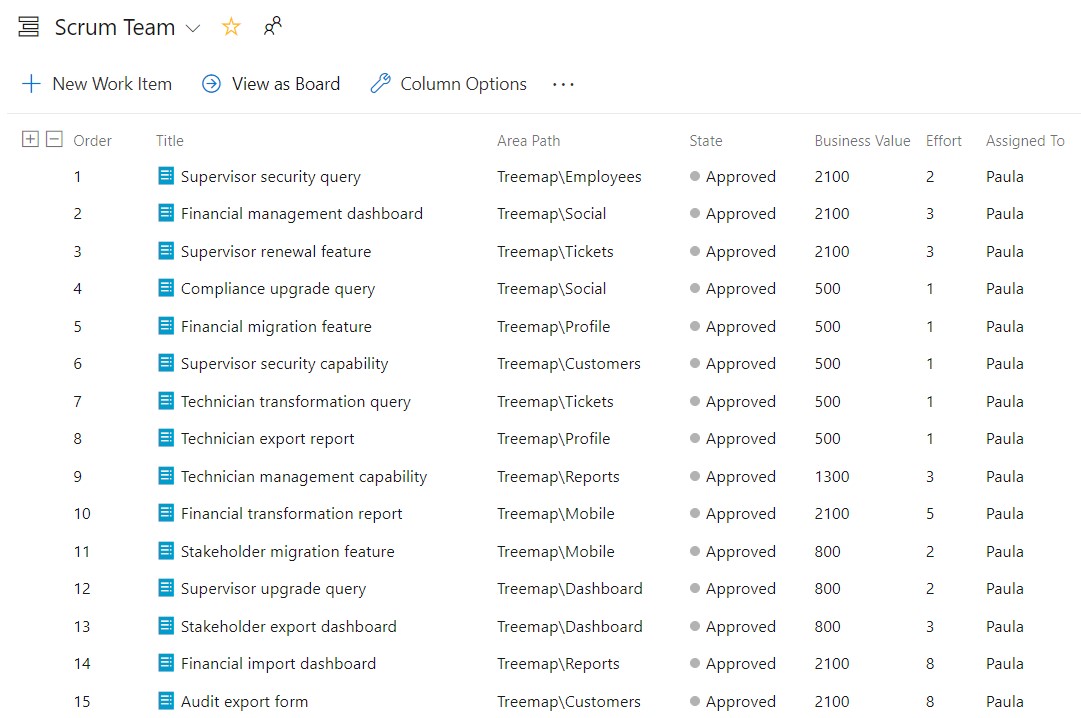 Scrum Team
New Work Item View as Board Column Options ...
Order Title Area Path State Business Value Effort Assigned To
1 Supervisor security query Treemap\Employees Approved 2100 2 Paula
2 Financial management dashboard Treemap\Social Approved 2100 3 Paula
3 Supervisor renewal feature Treemap\Tickets Approved 2100 3 Paula
4 Compliance upgrade query Treemap\Social Approved 500 1 Paula
5 Financial migration feature Treemap\Profile Approved 500 1 Paula
6 Supervisor security capability Treemap\Customers Approved 500 1 Paula
7 Technician transformation query Treemap\Tickets Approved 500 1 Paula
8 Technician export report Treemap\Profile Approved 500 1 Paula
9 Technician management capability Treemap\Reports Approved 1300 3 Paula
10 Financial transformation report Treemap\Mobile Approved 2100 5 Paula
11 Stakeholder migration feature Treemap\Mobile Approved 800 2 Paula
12 Supervisor upgrade query Treemap\Dashboard Approved 800 2 Paula
13 Stakeholder export dashboard Treemap\Dashboard Approved 800 3 Paula
14 Financial import dashboard Treemap\Reports Approved 2100 8 Paula
15 Audit export form Treemap\Customers Approved 2100 8 Paula